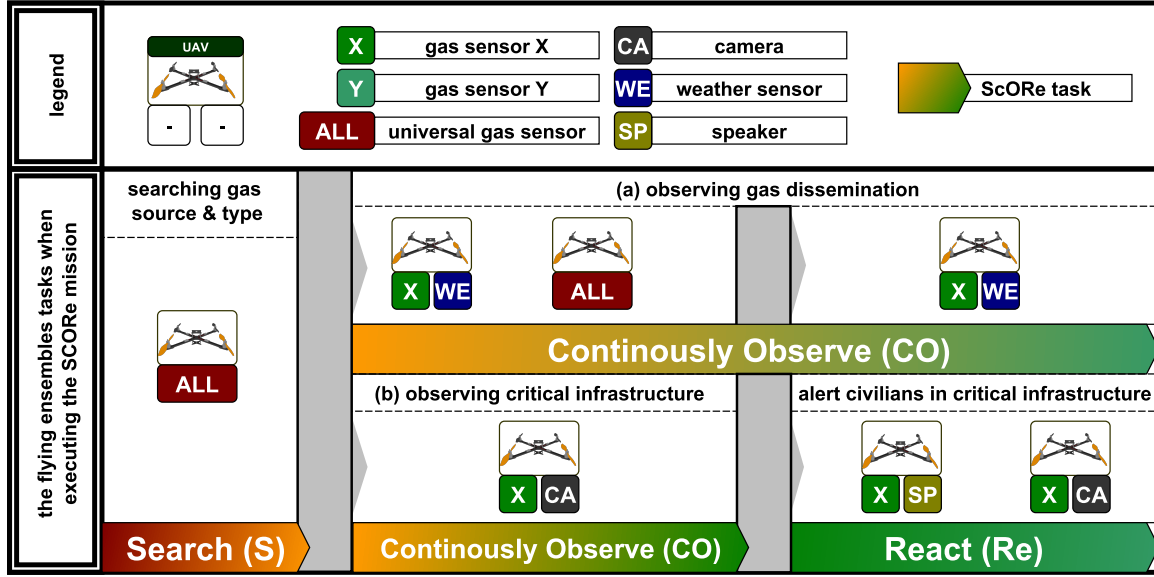 legend
UAV
-
-
X
gas sensor X
Y
gas sensor Y
ALL
universal gas sensor
CA
camera
WE
weather sensor
SP
speaker
ScORe task
the flying ensembles tasks when
executing the SCORe mission
searching gas
source & type
ALL
Search (S)
(a) observing gas dissemination
X
WE
ALL
X
WE
Continously Observe (CO)
(b) observing critical infrastructure
X
CA
Continously Observe (CO)
alert civilians in critical infrastructure
X
SP
X
CA
React (Re)